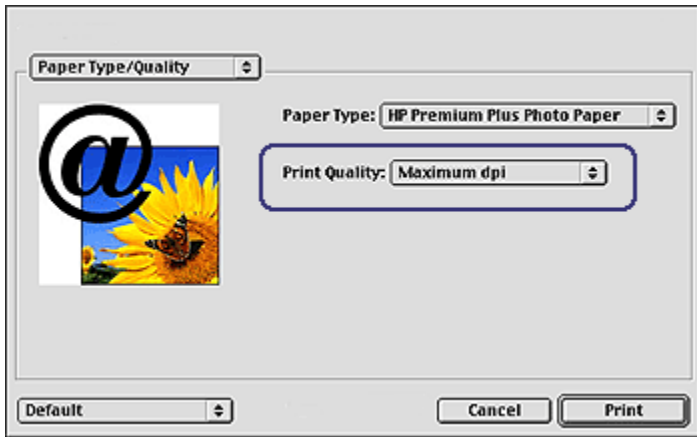 Paper Type/Quality
Paper Type: HP Premium Plus Photo Paper
@
Print Quality: Maximum dpi
Default
Cancel
Print